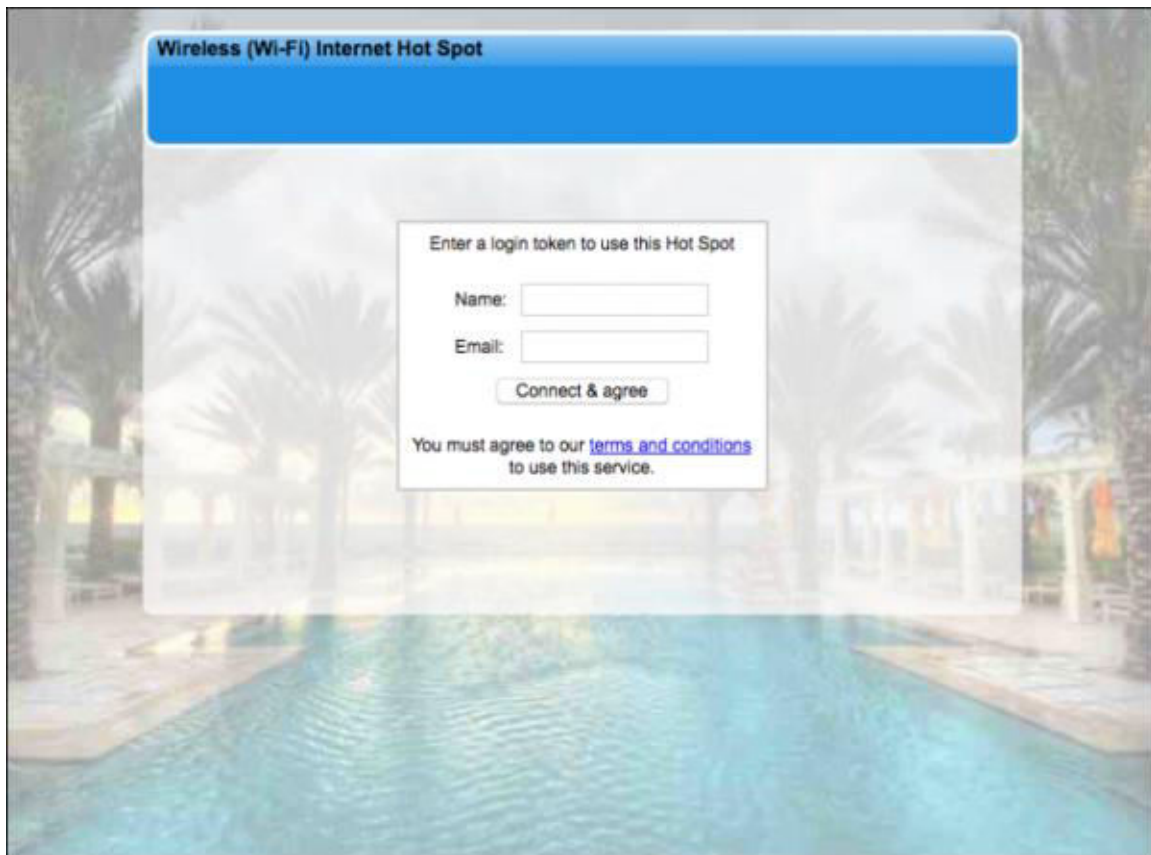 Wireless (Wi-Fi) Internet Hot Spot
Enter a login token to use this Hot Spot
Name:
Email:
Connect & agree
You must agree to our terms and conditions
to use this service.